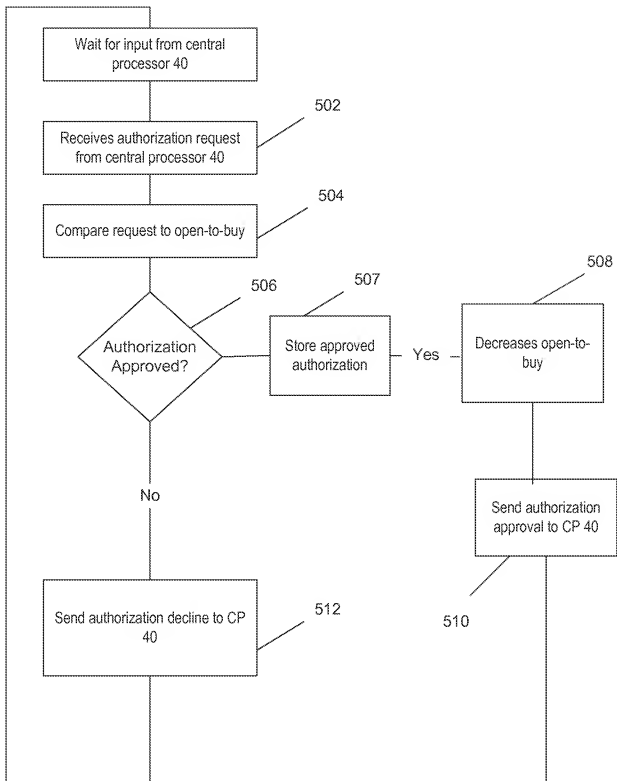 Wait for input from central
processor 40
502
Receives authorization request
from central processor 40
504
Compare request to open-to-buy
506
507
508
Authorization
Approved?
Store approved
authorization
Yes
Decreases open-to-
buy
No
Send authorization
approval to CP 40
510
Send authorization decline to CP
40
512